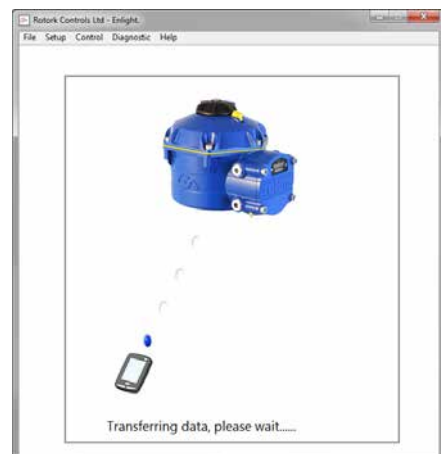 Rotork Controls Ltd - Enlight.
File Setup Control Diagnostic Help
Transferring data, please wait......